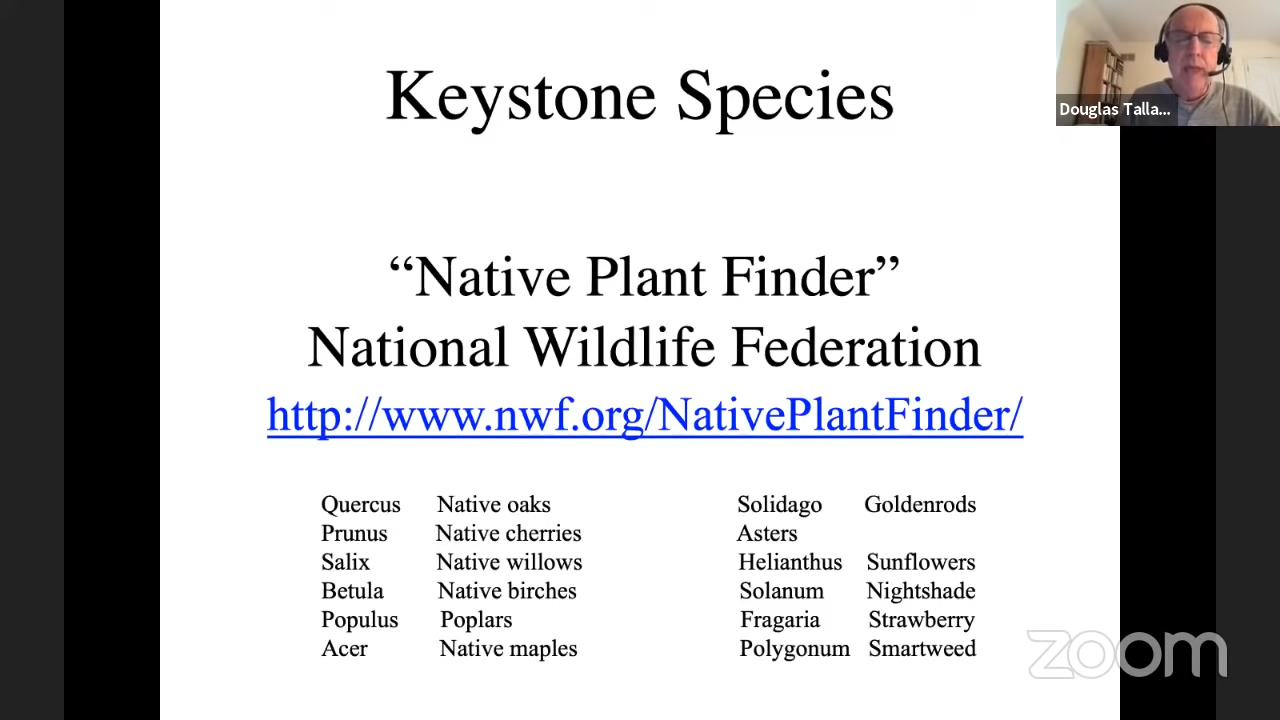 Keystone Species
Douglas Talla...
“Native Plant Finder”
National Wildlife Federation
http://www.nwf.org/NativePlantFinder/
Quercus Native oaks
Prunus Native cherries
Salix Native willows
Betula Native birches
Populus Poplars
Acer Native maples
Solidago Goldenrods
Asters
Helianthus Sunflowers
Solanum Nightshade
Fragaria Strawberry
Polygonum Smartweed
zoom